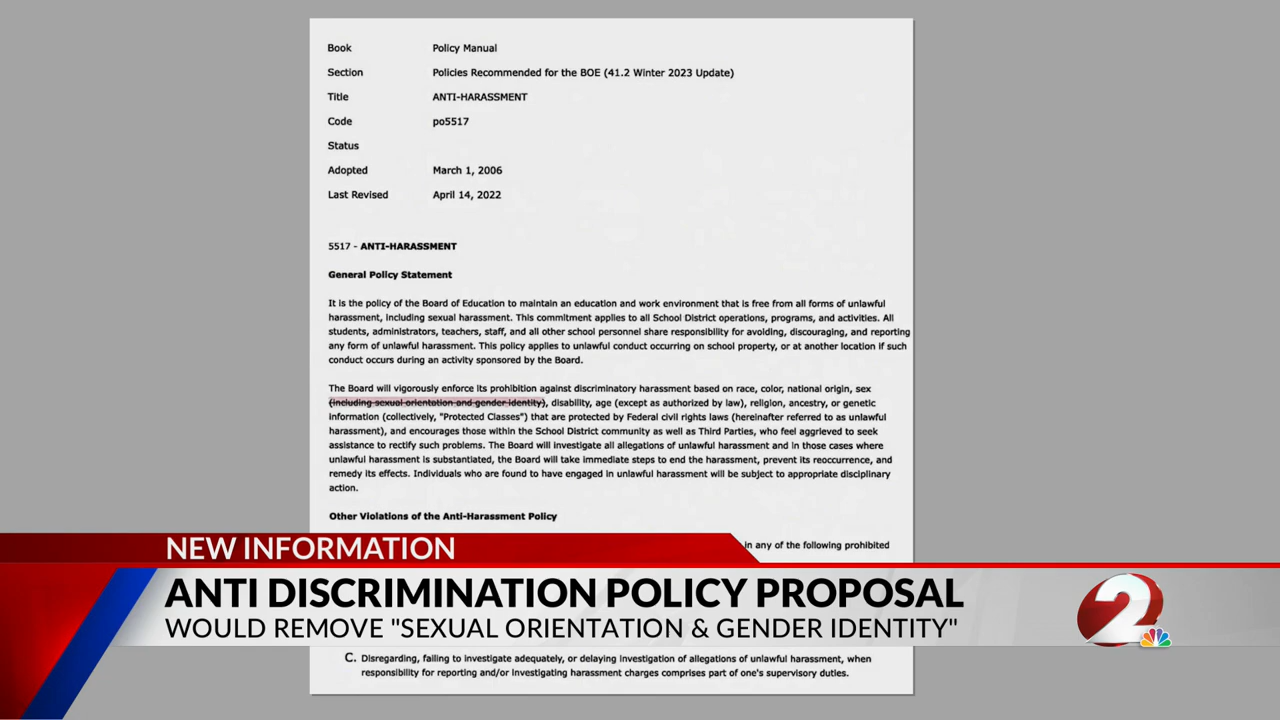 Book Policy Manual
Section Policies Recommended for the BOE (41.2 Winter 2023 Update)
Title ANTI-HARASSMENT
Code po5517
Status
Adopted March 1, 2006
Last Revised April 14, 2022
5517 - ANTI-HARASSMENT
General Policy Statement
It is the policy of the Board of Education to maintain an education and work environment that is free from all forms of unlawful
harassment, including sexual harassment. This commitment applies to all School District operations, programs, and activities. All
students, administrators, teachers, staff, and all other school personnel share responsibility for avoiding, discouraging, and reporting
any form of unlawful harassment. This policy applies to unlawful conduct occurring on school property, or at another location if such
conduct occurs during an activity sponsored by the Board.
The Board will vigorously enforce its prohibition against discriminatory harassment based on race, color, national origin, sex
(including sexual orientation and gender identity), disability, age (except as authorized by law), religion, ancestry, or genetic
information (collectively, "Protected Classes") that are protected by Federal civil rights laws (hereinafter referred to as unlawful
harassment), and encourages those within the School District community as well as Third Parties, who feel aggrieved to seek
assistance to rectify such problems. The Board will investigate all allegations of unlawful harassment and in those cases where
unlawful harassment is substantiated, the Board will take immediate steps to end the harassment, prevent its reoccurrence, and
remedy its effects. Individuals who are found to have engaged in unlawful harassment will be subject to appropriate disciplinary
action.
Other Violations of the Anti-Harassment Policy
in any of the following prohibited
NEW INFORMATION
ANTI DISCRIMINATION POLICY PROPOSAL
WOULD REMOVE "SEXUAL ORIENTATION & GENDER IDENTITY"
2
C. Disregarding, failing to investigate adequately, or delaying investigation of allegations of unlawful harassment, when
responsibility for reporting and/or investigating harassment charges comprises part of one's supervisory duties.